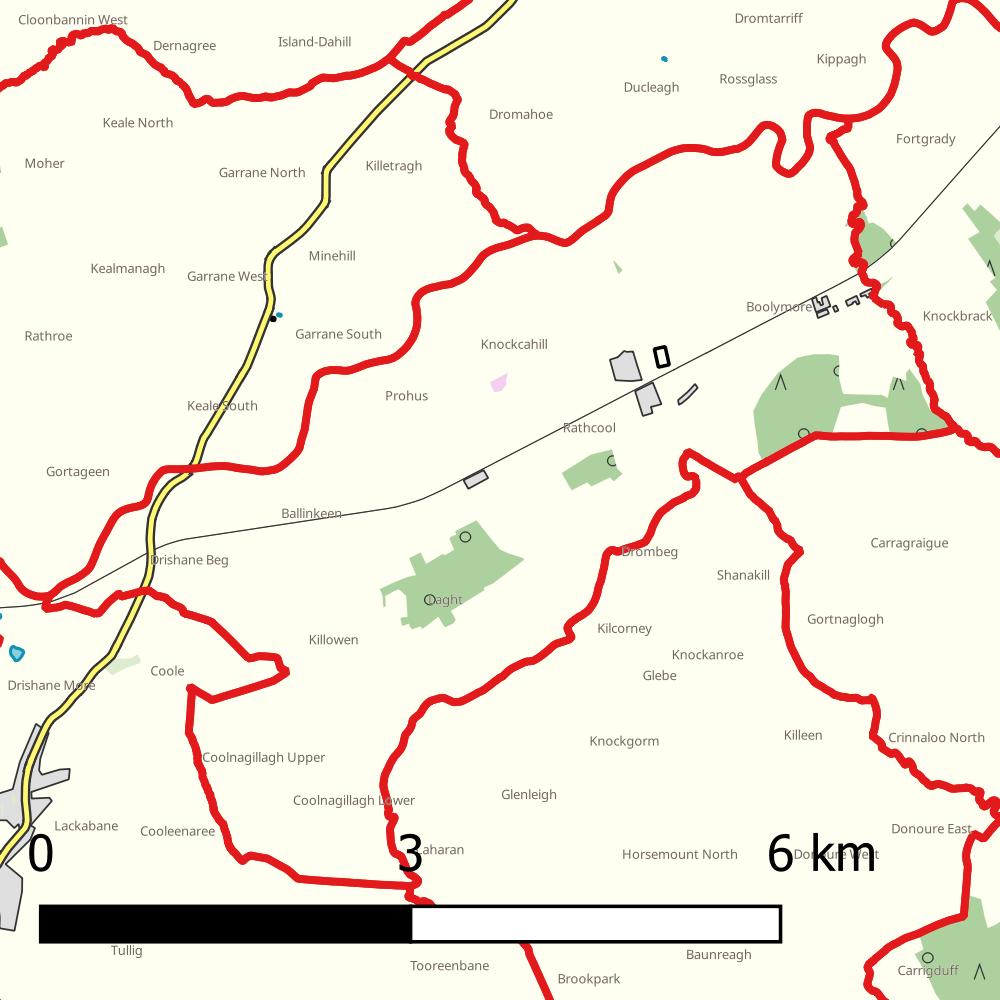 Cloonbannin West
Dromtarriff
Dernagree
Island-Dahill
Kippagh
Rossglass
Ducleagh
Dromahoe
Keale North
Fortgrady
Moher
Killetragh
Garrane North
Minehill
Kealmanagh
Garrane West
Boolymore
Knockbrack
Rathroe
Garrane South
Knockcahill
Prohus
Keale South
Rathcool
Gortageen
Ballinkeen
Carragraigue
Drombeg
Drishane Beg
Shanakill
Laght
Gortnaglogh
Kilcorney
Killowen
Knockanroe
Coole
Glebe
Drishane More
Killeen
Crinnaloo North
Knockgorm
Coolnagillagh Upper
Glenleigh
Coolnagillagh Lower
Lackabane
Cooleenaree
Donoure East
Laharan
Horsemount North
Donoure West
0 3 6 km
Tullig
Baunreagh
Tooreenbane
Carrigduff
Brookpark